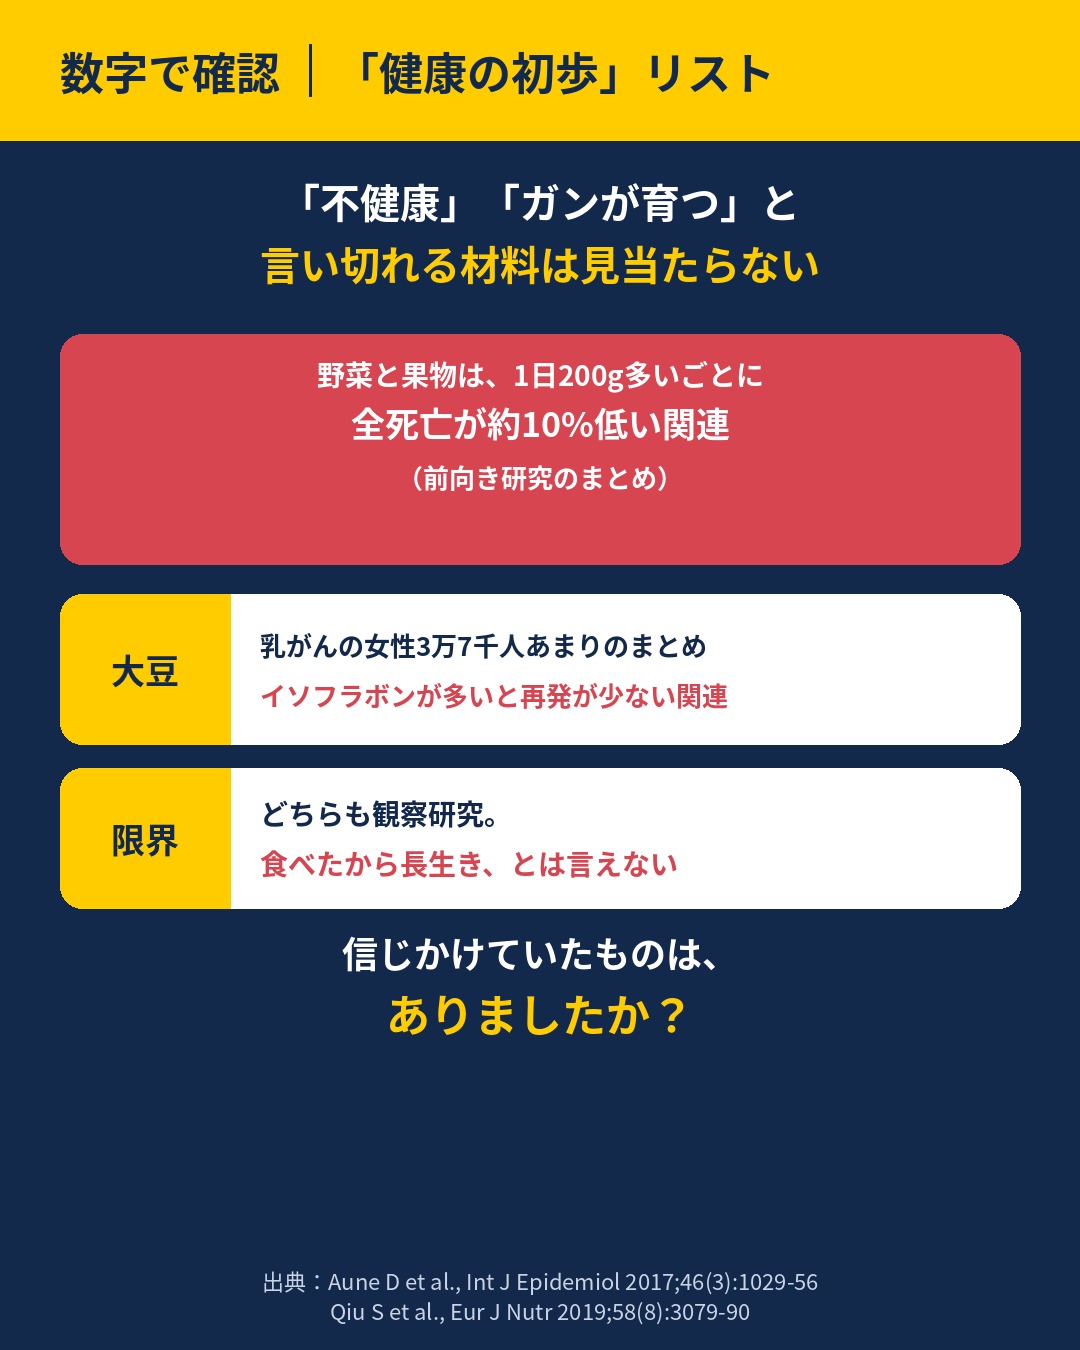 数字で確認｜「健康の初歩」リスト
「不健康」「ガンが育つ」と
言い切れる材料は見当たらない
野菜と果物は、1日200g多いごとに
全死亡が約10%低い関連
（前向き研究のまとめ）
大豆
乳がんの女性3万7千人あまりのまとめ
イソフラボンが多いと再発が少ない関連
限界
どちらも観察研究。
食べたから長生き、とは言えない
信じかけていたものは、
ありましたか？
出典：Aune D et al., Int J Epidemiol 2017;46(3):1029-56
Qiu S et al., Eur J Nutr 2019;58(8):3079-90